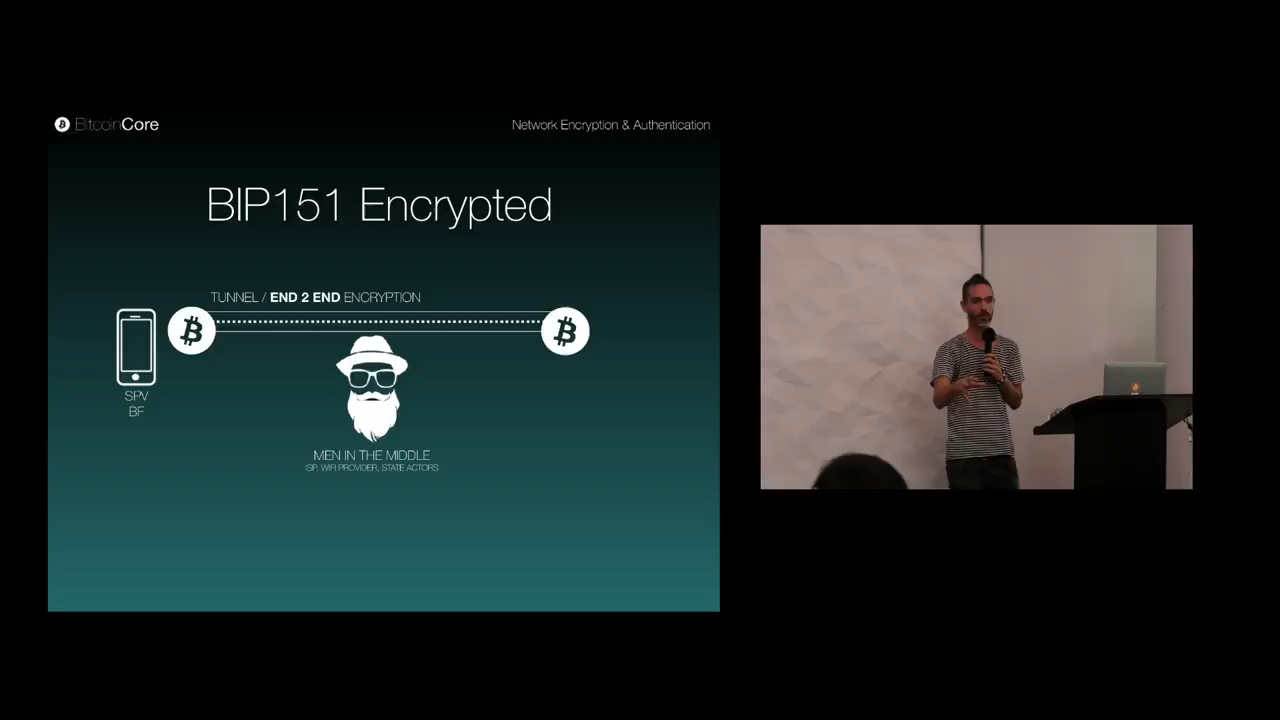 BitcoinCore
Network Encryption & Authentication
BIP151 Encrypted
TUNNEL / END 2 END ENCRYPTION
SPV
BF
MEN IN THE MIDDLE
ISP, WIFI PROVIDER, STATE ACTORS